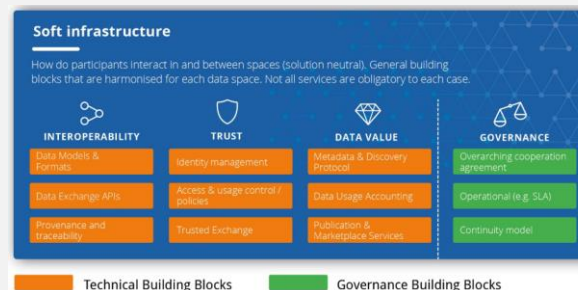 Soft infrastructure
How do participants interact in and between spaces (solution neutral). General building
blocks that are harmonised for each data space. Not all services are obligatory to each case.
INTEROPERABILITY
Data Models &
Formats
Data Exchange APIs
Provenance and
traceability
TRUST
Identity management
Access & usage control /
policies
Trusted Exchange
DATA VALUE
Metadata & Discovery
Protocol
Data Usage Accounting
Publication &
Marketplace Services
GOVERNANCE
Overarching cooperation
agreement
Operational (e.g. SLA)
Continuity model
Technical Building Blocks
Governance Building Blocks